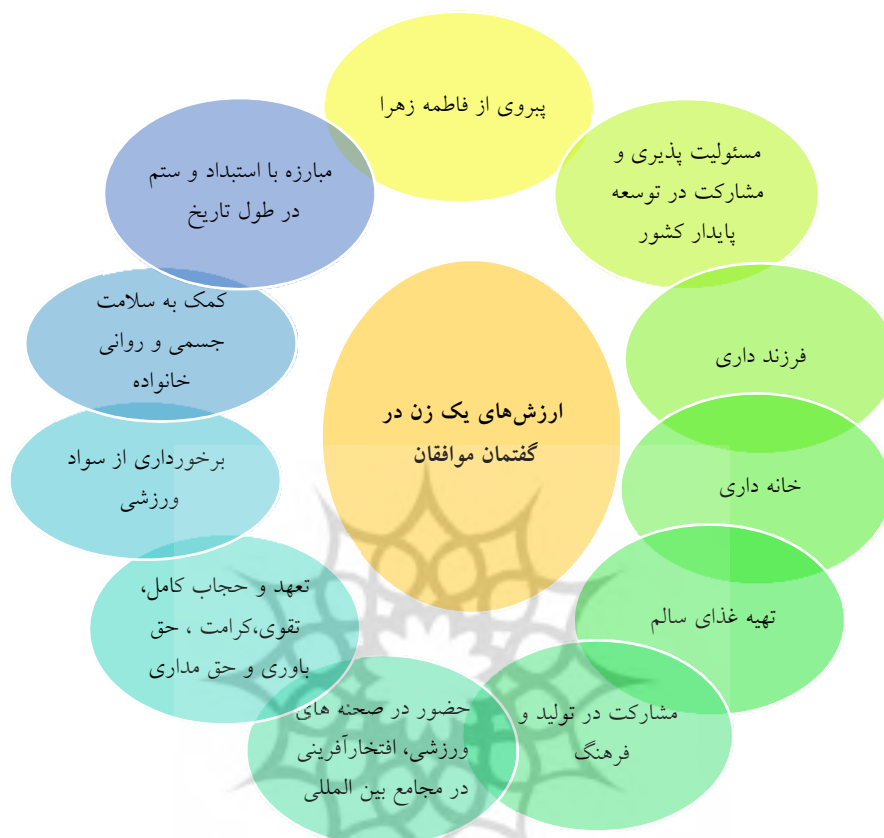 پیروی از فاطمه زهرا
مسئولیت پذیری و
مشارکت در توسعه
پایدار کشور
فرزند داری
خانه داری
تهیه غذای سالم
مشارکت در تولید و
فرهنگ
حضور در صحنه های
ورزشی، افتخارآفرینی
در مجامع بین المللی
تعهد و حجاب کامل،
تقوی،کرامت ، حق
باوری و حق مداری
برخورداری از سواد
ورزشی
کمک به سلامت
جسمی و روانی
خانواده
مبارزه با استبداد و ستم
در طول تاریخ
ارزش‌های یک زن در
گفتمان موافقان